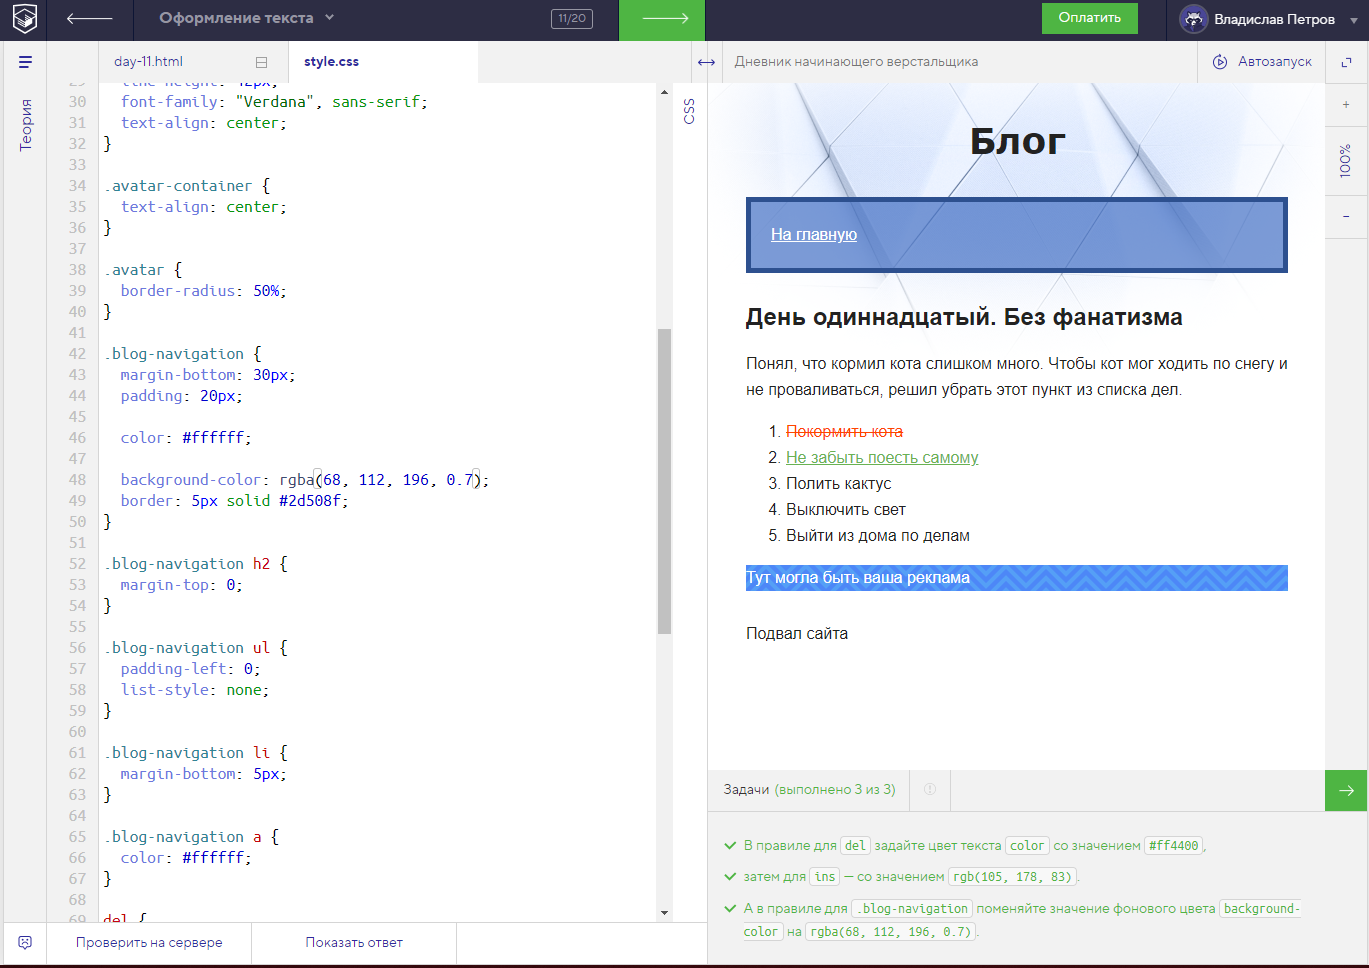 Оформление текста
11/20
Оплатить
Владислав Петров
day-11.html
style.css
Дневник начинающего верстальщика
Автозапуск
Теория
CSS
100%
29 line-height: 42px;
30 font-family: "Verdana", sans-serif;
31 text-align: center;
32 }
33
34 .avatar-container {
35 text-align: center;
36 }
37
38 .avatar {
39 border-radius: 50%;
40 }
41
42 .blog-navigation {
43 margin-bottom: 30px;
44 padding: 20px;
45
46 color: #ffffff;
47
48 background-color: rgba(68, 112, 196, 0.7);
49 border: 5px solid #2d508f;
50 }
51
52 .blog-navigation h2 {
53 margin-top: 0;
54 }
55
56 .blog-navigation ul {
57 padding-left: 0;
58 list-style: none;
59 }
60
61 .blog-navigation li {
62 margin-bottom: 5px;
63 }
64
65 .blog-navigation a {
66 color: #ffffff;
67 }
68
69 del {
Проверить на сервере
Показать ответ
Блог
На главную
День одиннадцатый. Без фанатизма
Понял, что кормил кота слишком много. Чтобы кот мог ходить по снегу и
не проваливаться, решил убрать этот пункт из списка дел.
1. Покормить кота
2. Не забыть поесть самому
3. Полить кактус
4. Выключить свет
5. Выйти из дома по делам
Тут могла быть ваша реклама
Подвал сайта
Задачи (выполнено 3 из 3)
В правиле для del задайте цвет текста color со значением #ff4400,
затем для ins — со значением rgb(105, 178, 83).
А в правиле для .blog-navigation поменяйте значение фонового цвета background-
color на rgba(68, 112, 196, 0.7).